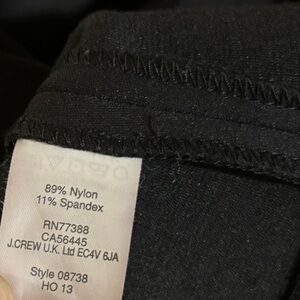 89% Nylon
11% Spandex
RN77388
CA56445
J.CREW U.K. Ltd EC4V 6JA
Style 08738
HO 13